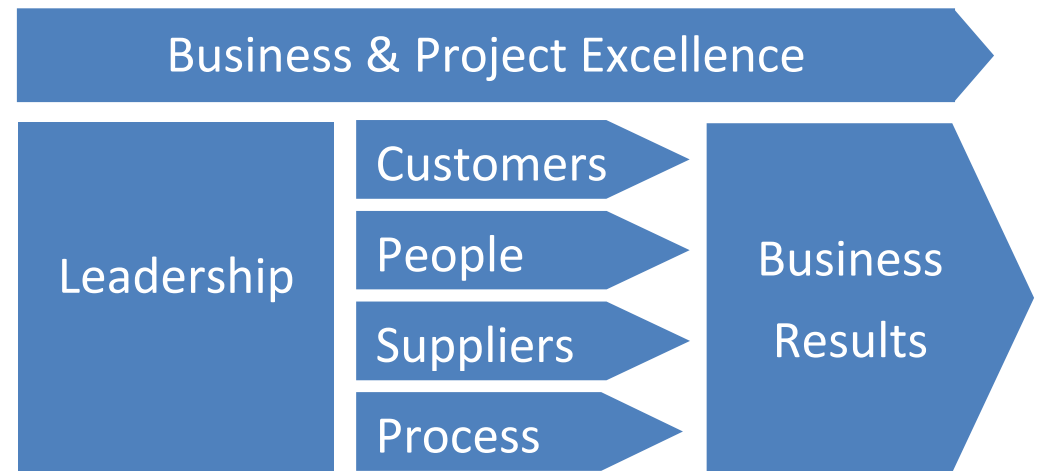 Business & Project Excellence
Leadership
Customers
People
Suppliers
Process
Business
Results